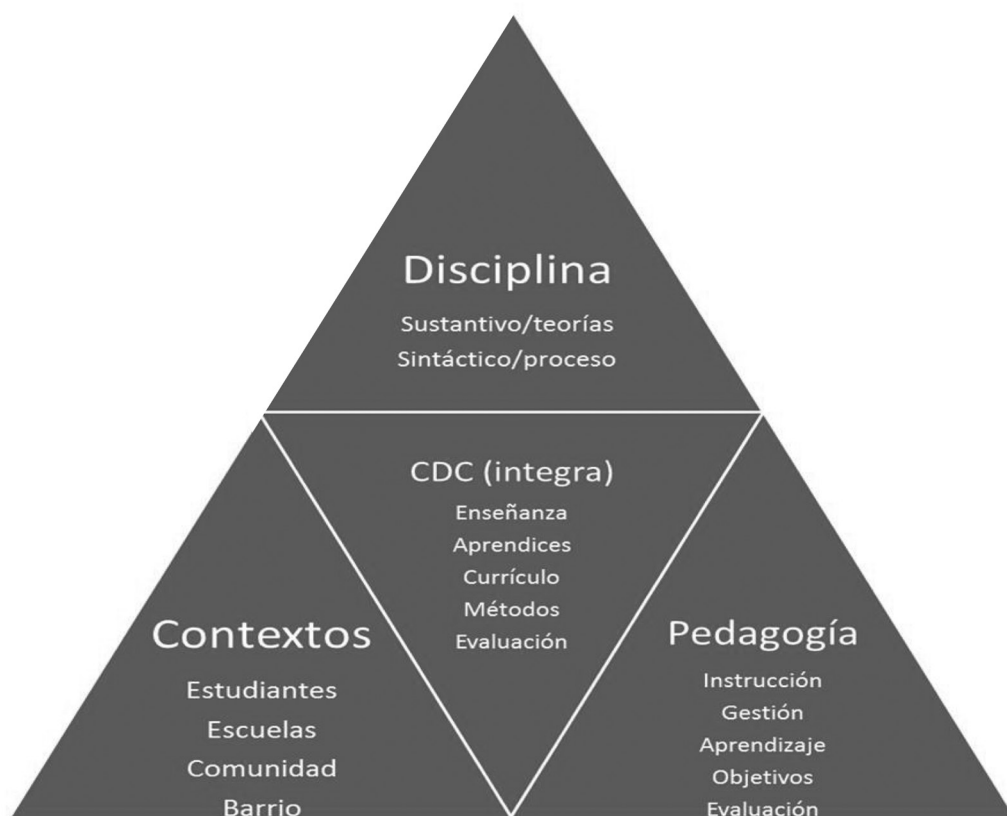 Disciplina
Sustantivo/teorías
Sintáctico/proceso
CDC (integra)
Enseñanza
Aprendices
Currículo
Métodos
Evaluación
Contextos
Estudiantes
Escuelas
Comunidad
Barrio
Pedagogía
Instrucción
Gestión
Aprendizaje
Objetivos
Evaluación